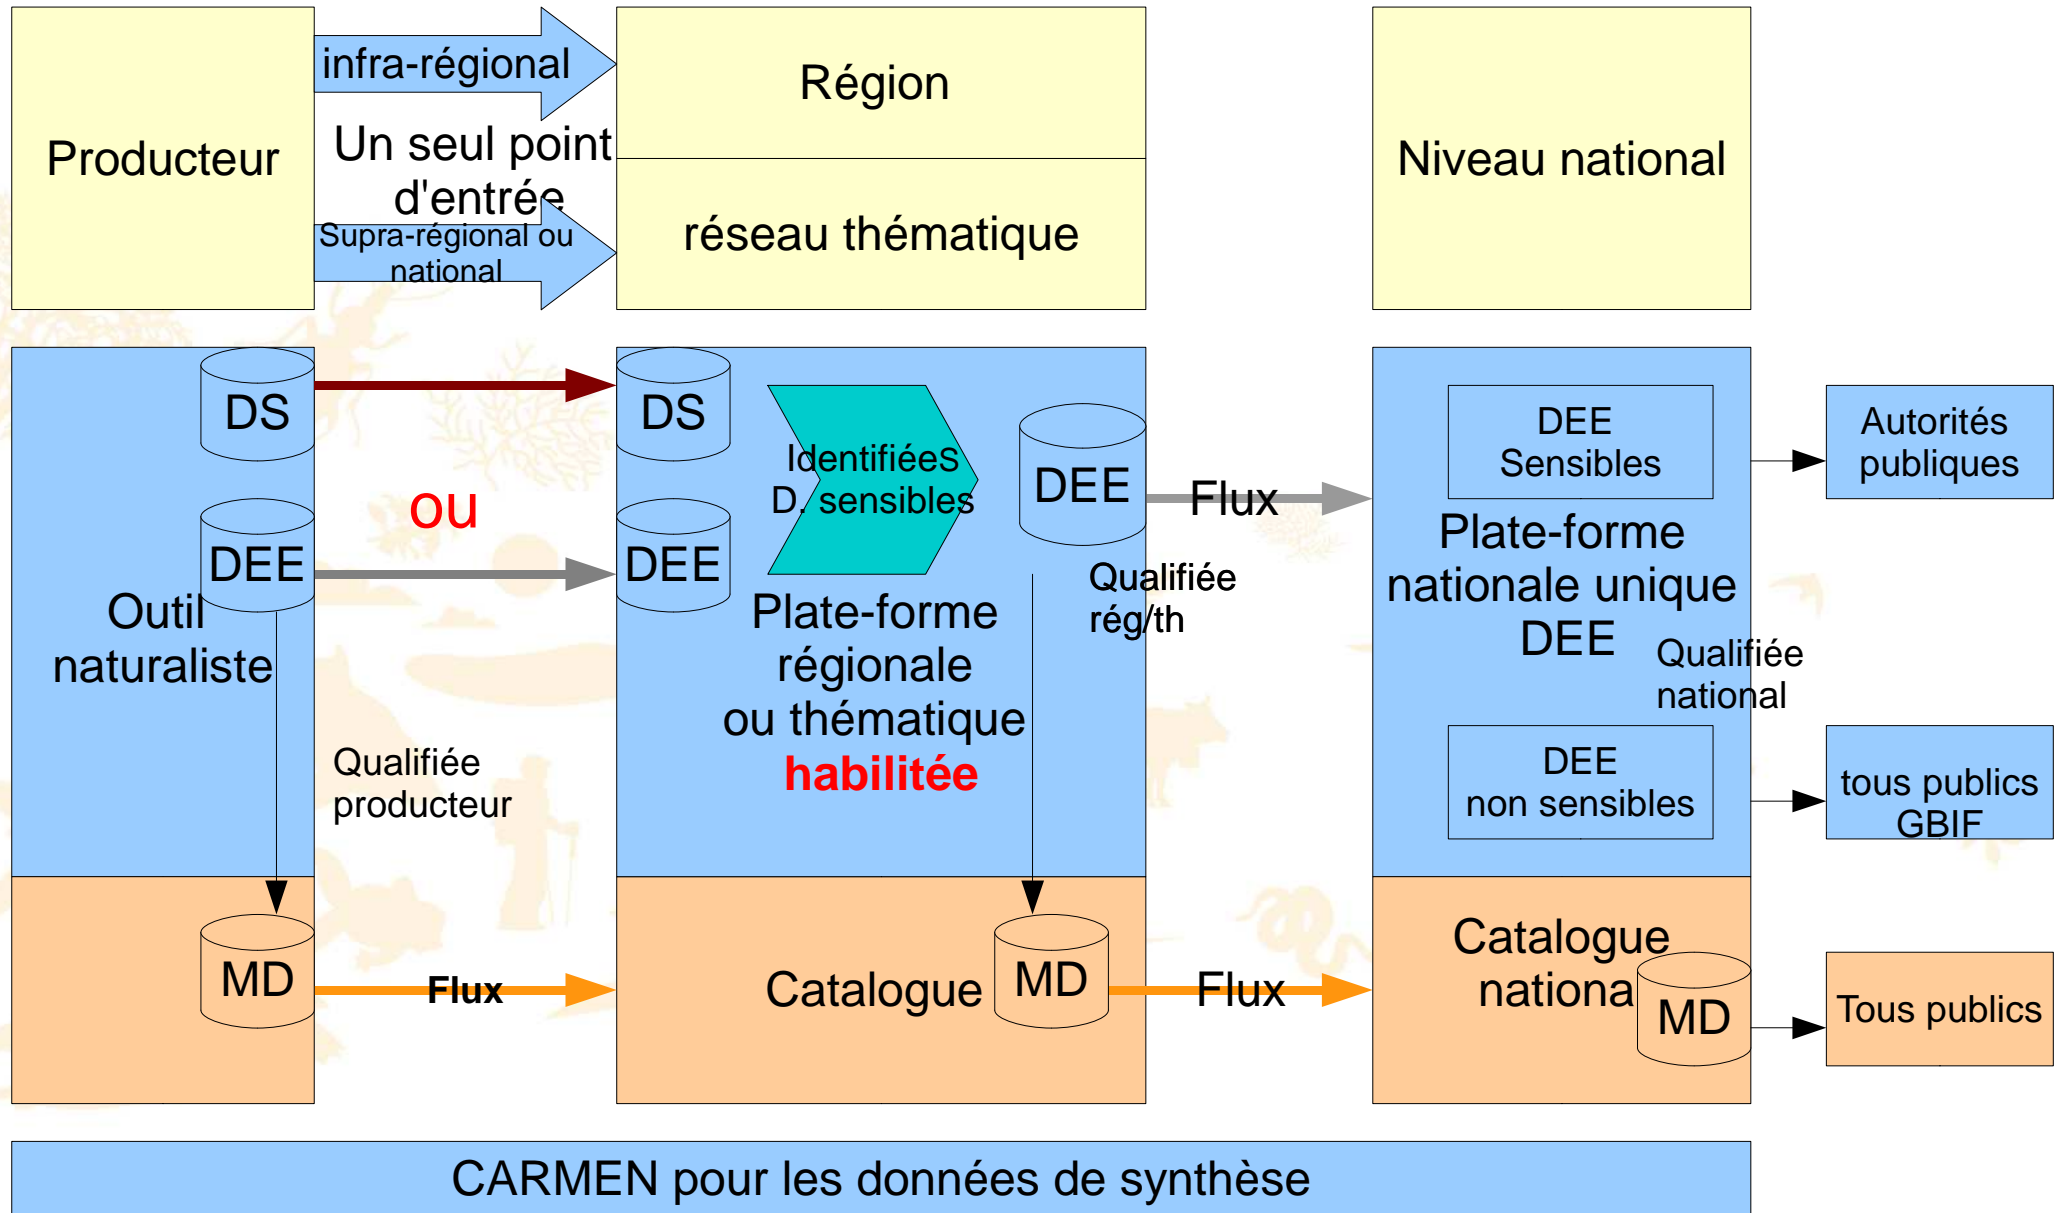 Producteur
infra-régional
Un seul point
d'entrée
Supra-régional ou
national
Région
réseau thématique
Niveau national
DS
DEE
Outil
naturaliste
ou
Qualifiée
producteur
DS
DEE
IdentifiéeS
D. sensibles
DEE
Plate-forme
régionale
ou thématique
habilitée
Flux
Qualifiée
rég/th
DEE
Sensibles
Plate-forme
nationale unique
DEE
Qualifiée
national
DEE
non sensibles
Autorités
publiques
tous publics
GBIF
MD
Flux
Catalogue
MD
Flux
Catalogue
nationa
MD
Tous publics
CARMEN pour les données de synthèse